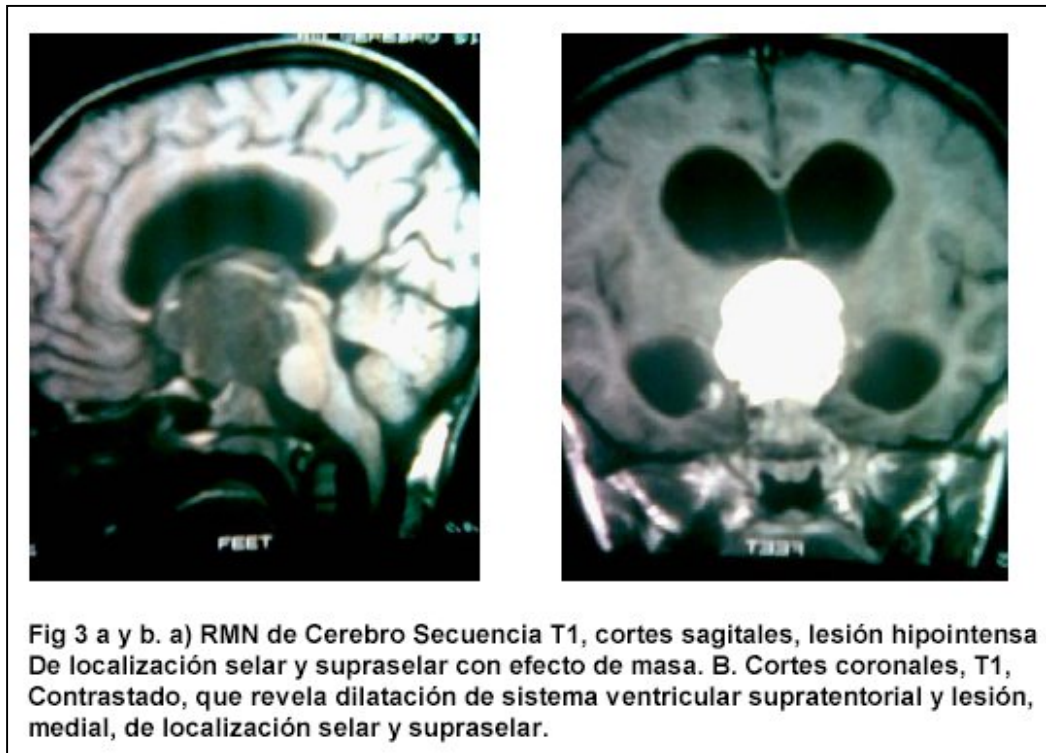 FEET
FEET
Fig 3 a y b. a) RMN de Cerebro Secuencia T1, cortes sagitales, lesión hipointensa
De localización selar y supraselar con efecto de masa. B. Cortes coronales, T1,
Contrastado, que revela dilatación de sistema ventricular supratentorial y lesión,
medial, de localización selar y supraselar.